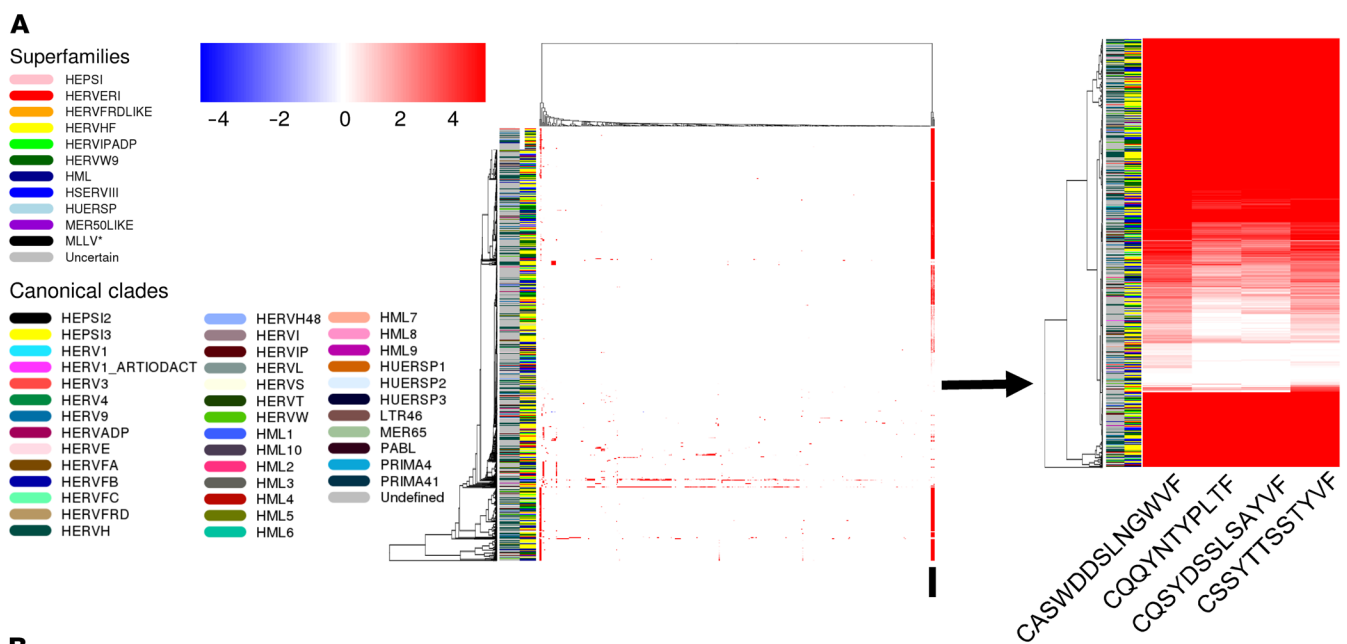 A
Superfamilies
HEPSI
HERVERI
HERVFRDLIKE
HERVHF
HERVIPADP
HERVW9
HML
HSERVIII
HUERSP
MER50LIKE
MLLV*
Uncertain
−4 −2 0 2 4
Canonical clades
HEPSI2
HEPSI3
HERV1
HERV1_ARTIODACT
HERV3
HERV4
HERV9
HERVADP
HERVE
HERVFA
HERVFB
HERVFC
HERVFRD
HERVH
HERVH48
HERVI
HERVIP
HERVL
HERVS
HERVT
HERVW
HML1
HML10
HML2
HML3
HML4
HML5
HML6
HML7
HML8
HML9
HUERSP1
HUERSP2
HUERSP3
LTR46
MER65
PABL
PRIMA4
PRIMA41
Undefined
CASWDDSLNGWVF
CQQYNTYPLTF
CQSYDSSLSAYVF
CSSYTTSSTYVF